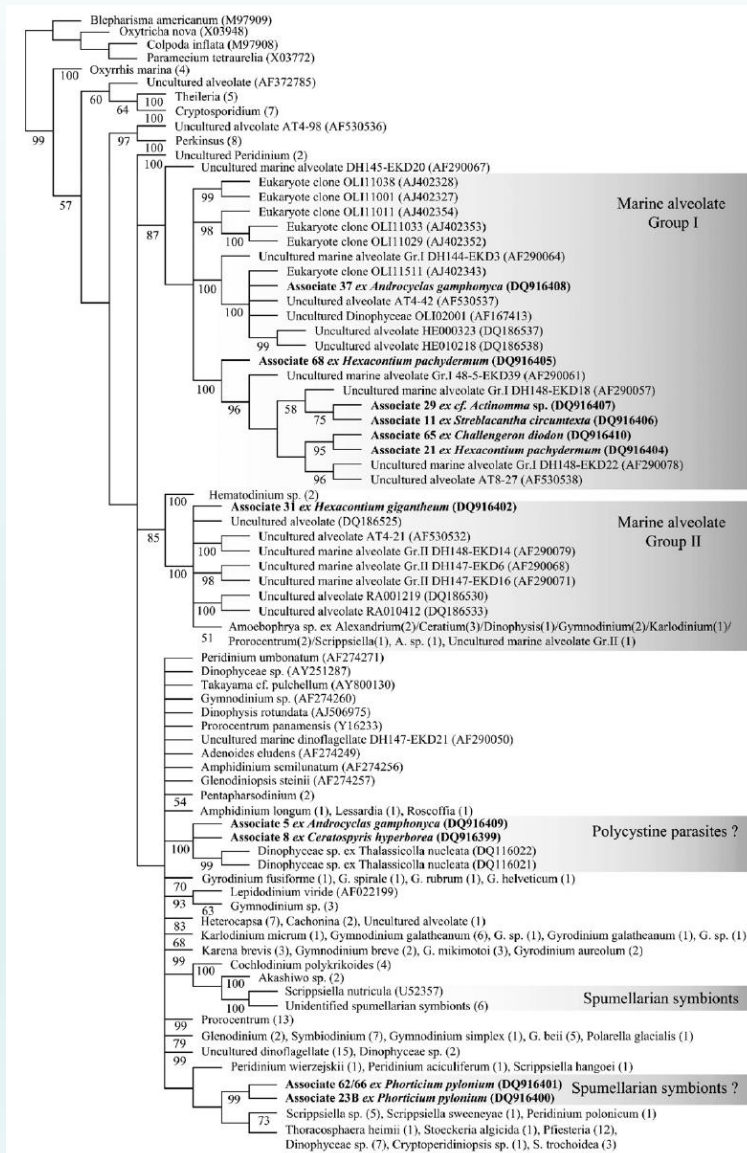 Blepharisma americanum (M97909)
Oxytricha nova (X03948)
Colpoda inflata (M97908)
Paramecium tetraurelia (X03772)
Oxyrrhis marina (4)
100
Uncultured alveolate (AF372785)
60
Theileria (5)
64
100
Cryptosporidium (7)
100
Uncultured alveolate AT4-98 (AF530536)
99
97
Perkinsus (8)
100
Uncultured Peridinium (2)
100
Uncultured marine alveolate DH145-EKD20 (AF290067)
57
Eukaryote clone OLI11038 (AJ402328)
99
Eukaryote clone OLI11001 (AJ402327)
Marine alveolate
Group I
Eukaryote clone OLI11011 (AJ402354)
87
98
Eukaryote clone OLI11033 (AJ402353)
100
Eukaryote clone OLI11029 (AJ402352)
Uncultured marine alveolate Gr.I DH144-EKD3 (AF290064)
100
Eukaryote clone OLI11511 (AJ402343)
Associate 37 ex Androcyclas gamphonyca (DQ916408)
Uncultured alveolate AT4-42 (AF530537)
100
Uncultured Dinophyceae OLI02001 (AF167413)
Uncultured alveolate HE000323 (DQ186537)
99
Uncultured alveolate HE010218 (DQ186538)
Associate 68 ex Hexacontium pachydermum (DQ916405)
100
Uncultured marine alveolate Gr.I 48-5-EKD39 (AF290061)
96
Uncultured marine alveolate Gr.I DH148-EKD18 (AF290057)
58
Associate 29 ex cf. Actinomma sp. (DQ916407)
75
Associate 11 ex Streblacantha circumtexta (DQ916406)
Associate 65 ex Challengeron diodon (DQ916410)
95
Associate 21 ex Hexacontium pachydermum (DQ916404)
Uncultured marine alveolate Gr.I DH148-EKD22 (AF290078)
96
Uncultured alveolate AT8-27 (AF530538)
Hematodinium sp. (2)
100
Associate 31 ex Hexacontium gigantheum (DQ916402)
Uncultured alveolate (DQ186525)
Marine alveolate
Group II
85
Uncultured alveolate AT4-21 (AF530532)
100
Uncultured marine alveolate Gr.II DH148-EKD14 (AF290079)
100
Uncultured marine alveolate Gr.II DH147-EKD6 (AF290068)
98
Uncultured marine alveolate Gr.II DH147-EKD16 (AF290071)
Uncultured alveolate RA001219 (DQ186530)
100
Uncultured alveolate RA010412 (DQ186533)
Amoebophrya sp. ex Alexandrium(2)/Ceratium(3)/Dinophysis(1)/Gymnodinium(2)/Karlodinium(1)/
51
Prorocentrum(2)/Scrippsiella(1), A. sp. (1), Uncultured marine alveolate Gr.II (1)
Peridinium umbonatum (AF274271)
Dinophyceae sp. (AY251287)
Takayama cf. pulchellum (AY800130)
Gymnodinium sp. (AF274260)
Dinophysis rotundata (AJ506975)
Prorocentrum panamensis (Y16233)
Uncultured marine dinoflagellate DH147-EKD21 (AF290050)
Adenoides eludens (AF274249)
Amphidinium semilunatum (AF274256)
Glenodiniopsis steinii (AF274257)
Pentapharsodinium (2)
54
Amphidinium longum (1), Lessardia (1), Roscoffia (1)
Associate 5 ex Androcyclas gamphonyca (DQ916409)
Associate 8 ex Ceratospyris hyperborea (DQ916399)
Polycystine parasites ?
100
Dinophyceae sp. ex Thalassicolla nucleata (DQ116022)
99
Dinophyceae sp. ex Thalassicolla nucleata (DQ116021)
Gyrodinium fusiforme (1), G. spirale (1), G. rubrum (1), G. helveticum (1)
70
Lepidodinium viride (AF022199)
93
63
Gymnodinium sp. (3)
Heterocapsa (7), Cachonina (2), Uncultured alveolate (1)
83
Karlodinium micrum (1), Gymnodinium galatheanum (6), G. sp. (1), Gyrodinium galatheanum (1), G. sp. (1)
68
Karena brevis (3), Gymnodinium breve (2), G. mikimotoi (3), Gyrodinium aureolum (2)
99
Cochlodinium polykrikoides (4)
100
Akashiwo sp. (2)
100
Scrippsiella nutricula (U52357)
Spumellarian symbionts
100
Unidentified spumellarian symbionts (6)
Prorocentrum (13)
99
Glenodinium (2), Symbiodinium (7), Gymnodinium simplex (1), G. beii (5), Polarella glacialis (1)
79
Uncultured dinoflagellate (15), Dinophyceae sp. (2)
99
Peridinium wierzejskii (1), Peridinium aciculiferum (1), Scrippsiella hangoei (1)
Associate 62/66 ex Phorticium pylonium (DQ916401)
Spumellarian symbionts ?
99
Associate 23B ex Phorticium pylonium (DQ916400)
Scrippsiella sp. (5), Scrippsiella sweeneyae (1), Peridinium polonicum (1)
73
Thoracosphaera heimii (1), Stoeckeria algicida (1), Pfiesteria (12),
Dinophyceae sp. (7), Cryptoperidiniopsis sp. (1), S. trochoidea (3)